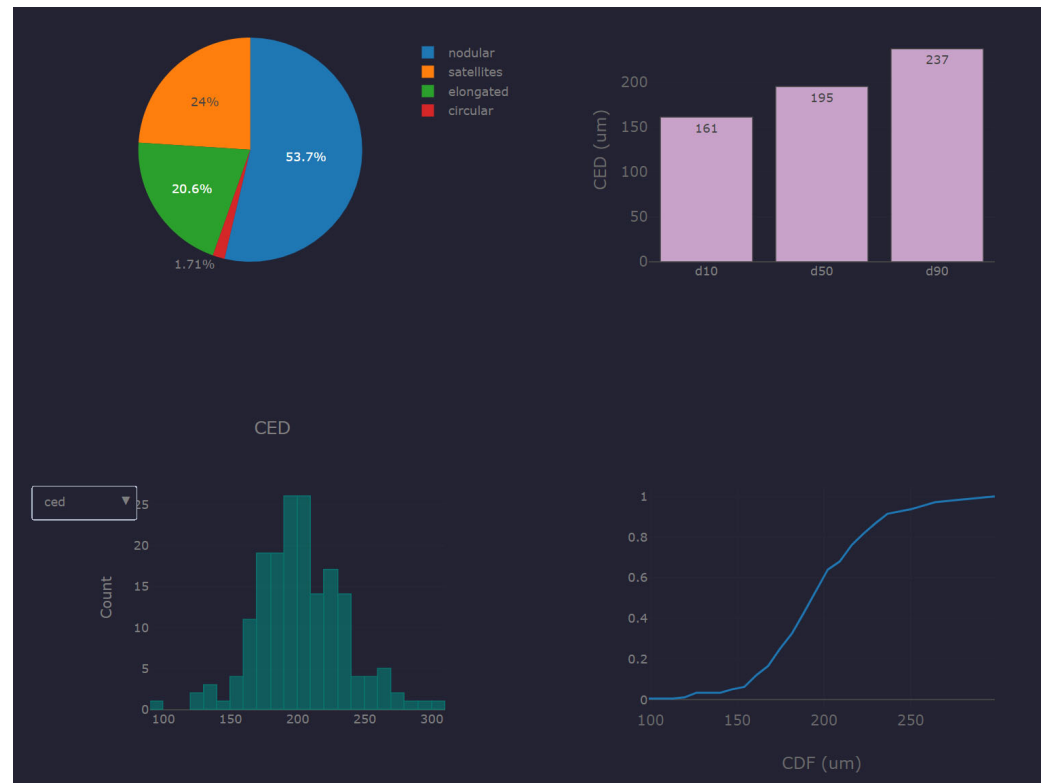 nodular
satellites
elongated
circular
24%
53.7%
20.6%
1.71%
CED (um)
200
150
100
50
0
161
195
237
d10
d50
d90
CED
ced ▼
Count
25
20
15
10
5
0
100
150
200
250
300
1
0.8
0.6
0.4
0.2
0
100
150
200
250
CDF (um)